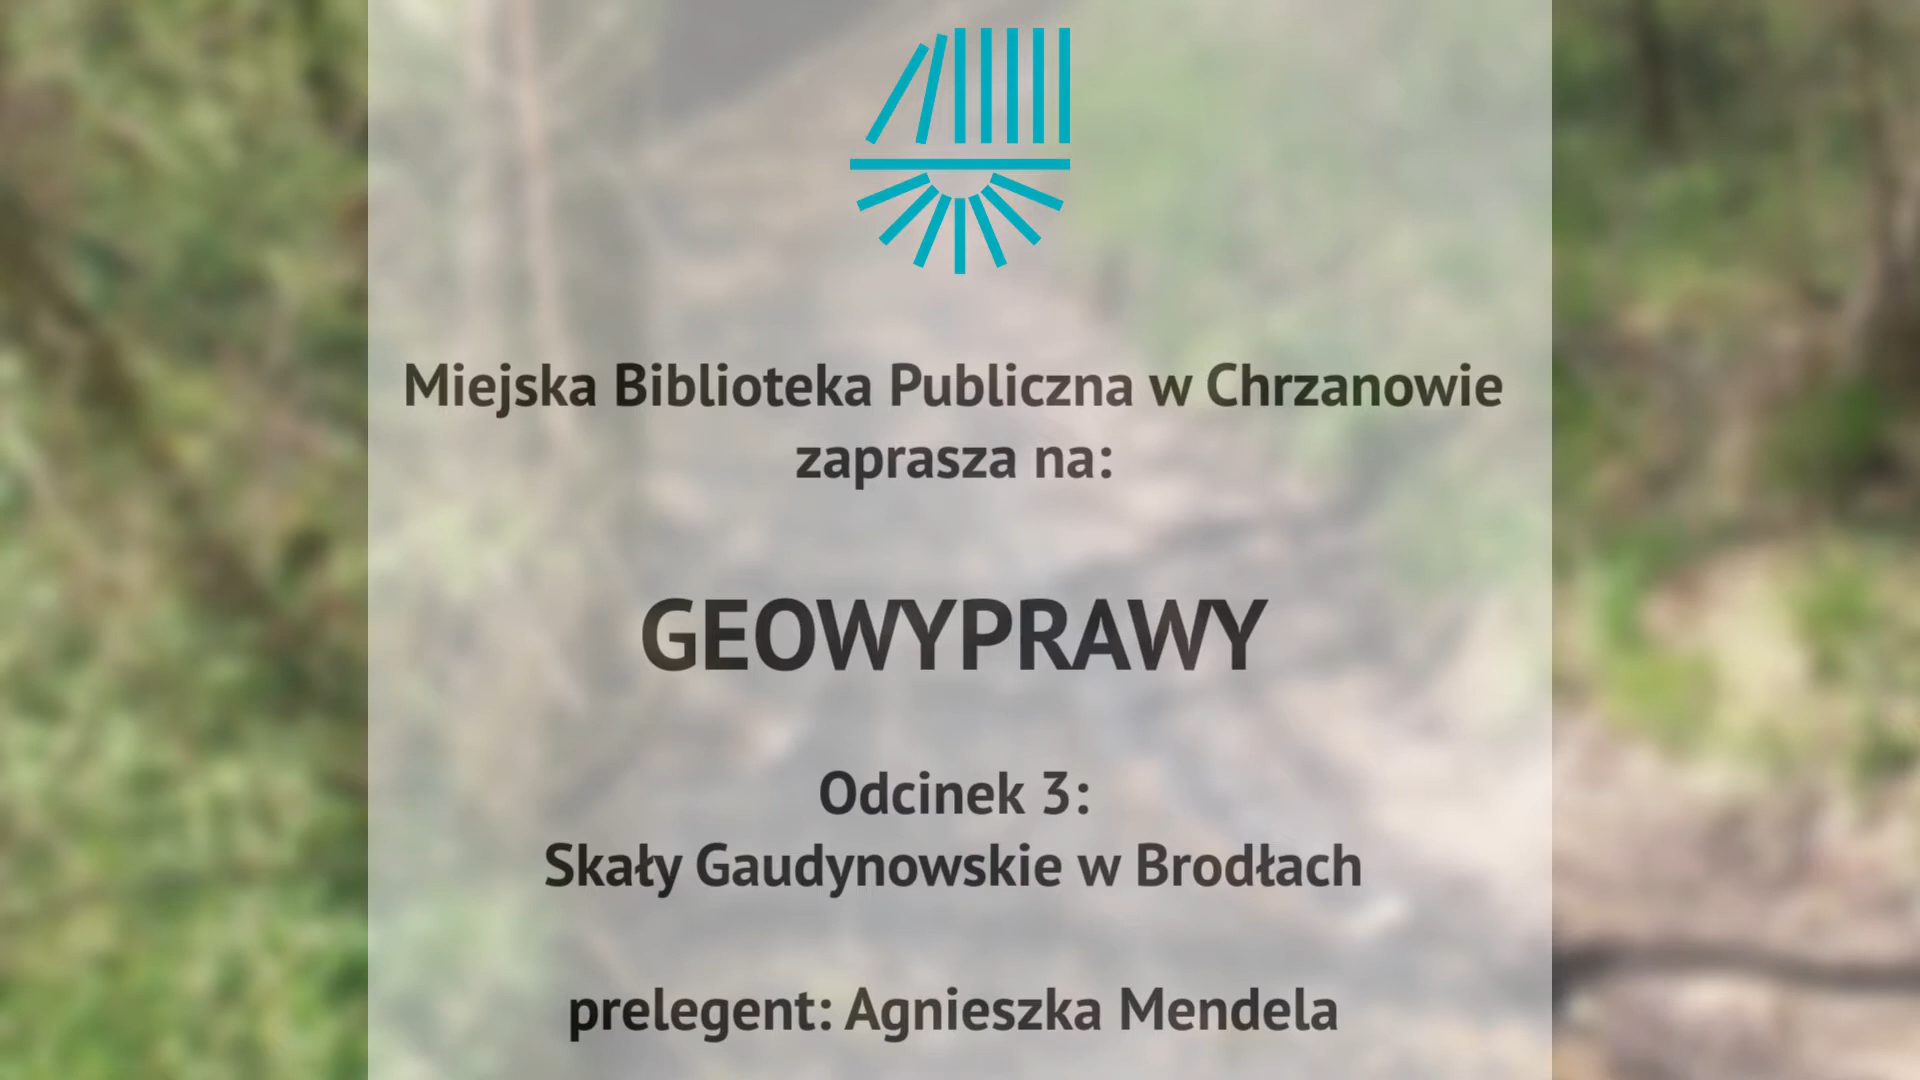 Miejska Biblioteka Publiczna w Chrzanowie
zaprasza na:
GEOWYPRAWY
Odcinek 3:
Skały Gaudynowskie w Brodłach
prelegent: Agnieszka Mendela